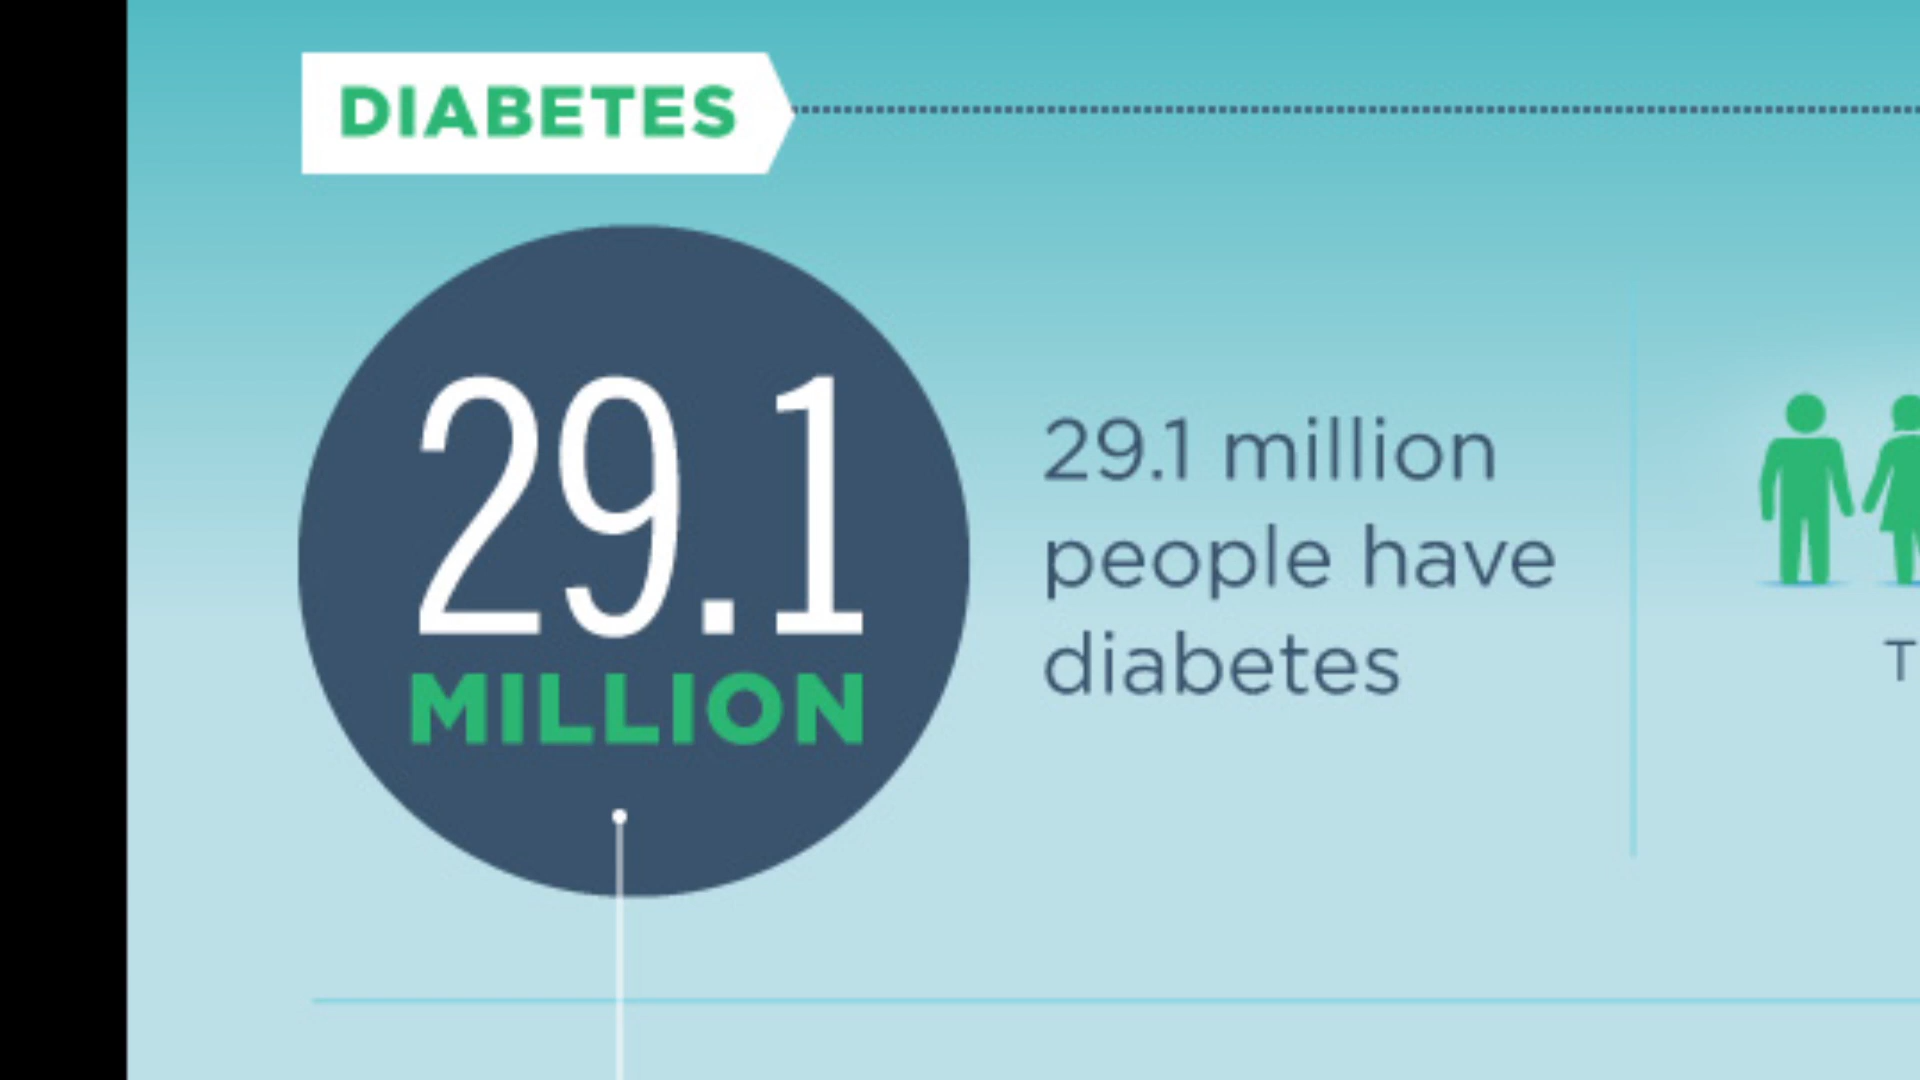 DIABETES
29.1
MILLION
29.1 million
people have
diabetes